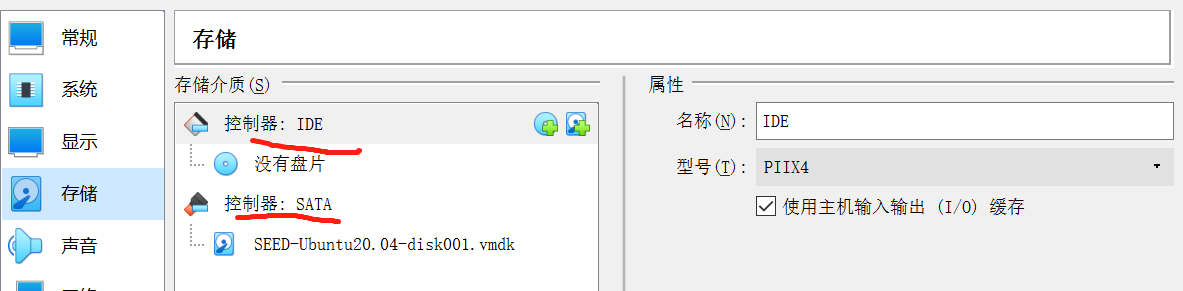 常规
系统
显示
存储
声音
存储
存储介质(S)
控制器: IDE
没有盘片
控制器: SATA
SEED-Ubuntu20.04-disk001.vmdk
属性
名称(N): IDE
型号(T): PIIX4
使用主机输入输出 (I/O) 缓存